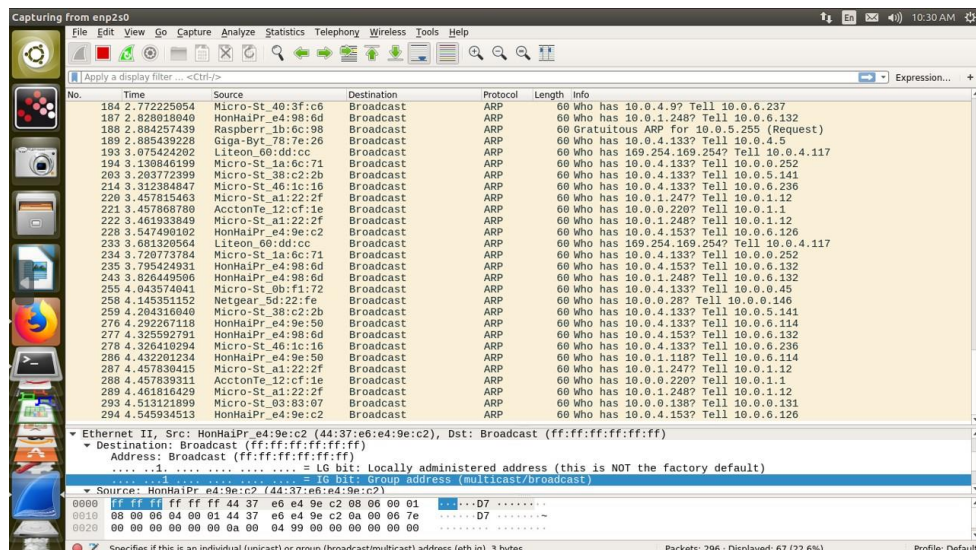 Capturing from enp2s0
En
10:30 AM
File Edit View Go Capture Analyze Statistics Telephony Wireless Tools Help
Apply a display filter ... <Ctrl-/>
Expression...
+
No. Time Source Destination Protocol Length Info
184 2.772225054 Micro-St_40:3f:c6 Broadcast ARP 60 Who has 10.0.4.9? Tell 10.0.6.237
187 2.828018040 HonHaiPr_e4:98:6d Broadcast ARP 60 Who has 10.0.1.248? Tell 10.0.6.132
188 2.884257439 Raspberr_1b:6c:98 Broadcast ARP 60 Gratuitous ARP for 10.0.5.255 (Request)
189 2.885439228 Giga-Byt_78:7e:26 Broadcast ARP 60 Who has 10.0.4.133? Tell 10.0.4.5
193 3.075424202 Liteon_60:dd:cc Broadcast ARP 60 Who has 169.254.169.254? Tell 10.0.4.117
194 3.130846199 Micro-St_1a:6c:71 Broadcast ARP 60 Who has 10.0.4.133? Tell 10.0.0.252
203 3.203772399 Micro-St_38:c2:2b Broadcast ARP 60 Who has 10.0.4.133? Tell 10.0.5.141
214 3.312384847 Micro-St_46:1c:16 Broadcast ARP 60 Who has 10.0.4.133? Tell 10.0.6.236
220 3.457815463 Micro-St_a1:22:2f Broadcast ARP 60 Who has 10.0.1.247? Tell 10.0.1.12
221 3.457868780 AcctonTe_12:cf:1e Broadcast ARP 60 Who has 10.0.0.220? Tell 10.0.1.1
222 3.461933849 Micro-St_a1:22:2f Broadcast ARP 60 Who has 10.0.1.248? Tell 10.0.1.12
228 3.547490102 HonHaiPr_e4:9e:c2 Broadcast ARP 60 Who has 10.0.4.153? Tell 10.0.6.126
233 3.681320564 Liteon_60:dd:cc Broadcast ARP 60 Who has 169.254.169.254? Tell 10.0.4.117
234 3.720773784 Micro-St_1a:6c:71 Broadcast ARP 60 Who has 10.0.4.133? Tell 10.0.0.252
235 3.795424931 HonHaiPr_e4:98:6d Broadcast ARP 60 Who has 10.0.4.153? Tell 10.0.6.132
243 3.826449506 HonHaiPr_e4:98:6d Broadcast ARP 60 Who has 10.0.1.248? Tell 10.0.6.132
255 4.043574041 Micro-St_0b:f1:72 Broadcast ARP 60 Who has 10.0.4.133? Tell 10.0.0.45
258 4.145351152 Netgear_5d:22:fe Broadcast ARP 60 Who has 10.0.0.28? Tell 10.0.0.146
259 4.204316040 Micro-St_38:c2:2b Broadcast ARP 60 Who has 10.0.4.133? Tell 10.0.5.141
276 4.292267118 HonHaiPr_e4:9e:50 Broadcast ARP 60 Who has 10.0.4.133? Tell 10.0.6.114
277 4.325592791 HonHaiPr_e4:98:6d Broadcast ARP 60 Who has 10.0.4.153? Tell 10.0.6.132
278 4.326410294 Micro-St_46:1c:16 Broadcast ARP 60 Who has 10.0.4.133? Tell 10.0.6.236
286 4.432201234 HonHaiPr_e4:9e:50 Broadcast ARP 60 Who has 10.0.1.118? Tell 10.0.6.114
287 4.457830415 Micro-St_a1:22:2f Broadcast ARP 60 Who has 10.0.1.247? Tell 10.0.1.12
288 4.457839311 AcctonTe_12:cf:1e Broadcast ARP 60 Who has 10.0.0.220? Tell 10.0.1.1
289 4.461816429 Micro-St_a1:22:2f Broadcast ARP 60 Who has 10.0.1.248? Tell 10.0.1.12
293 4.513121899 Micro-St_03:83:07 Broadcast ARP 60 Who has 10.0.0.138? Tell 10.0.0.131
294 4.545934513 HonHaiPr_e4:9e:c2 Broadcast ARP 60 Who has 10.0.4.153? Tell 10.0.6.126
Ethernet II, Src: HonHaiPr_e4:9e:c2 (44:37:e6:e4:9e:c2), Dst: Broadcast (ff:ff:ff:ff:ff:ff)
Destination: Broadcast (ff:ff:ff:ff:ff:ff)
Address: Broadcast (ff:ff:ff:ff:ff:ff)
.... ..1. .... .... .... .... = LG bit: Locally administered address (this is NOT the factory default)
.... ...1 .... .... .... .... = IG bit: Group address (multicast/broadcast)
Source: HonHaiPr_e4:9e:c2 (44:37:e6:e4:9e:c2)
0000 ff ff ff ff ff ff 44 37 e6 e4 9e c2 08 06 00 01 ······D7 ········
0010 08 00 06 04 00 01 44 37 e6 e4 9e c2 0a 00 06 7e ······D7 ·······~
0020 00 00 00 00 00 00 0a 00 04 99 00 00 00 00 00 00 ········ ········
Specifies if this is an individual (unicast) or group (broadcast/multicast) address (eth.ig), 3 bytes
Packets: 296 · Displayed: 67 (22.6%)
Profile: Default